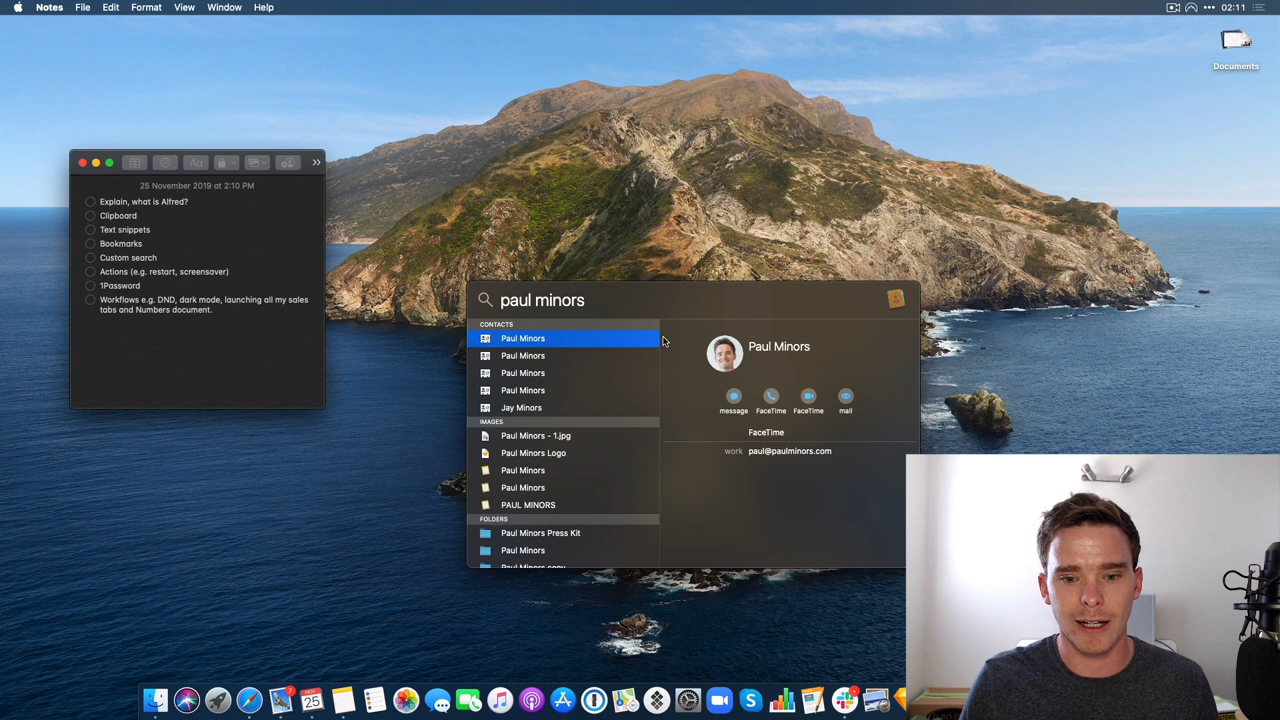 Notes File Edit Format View Window Help 02:11
Documents
25 November 2019 at 2:10 PM
Explain, what is Alfred?
Clipboard
Text snippets
Bookmarks
Custom search
Actions (e.g. restart, screensaver)
1Password
Workflows e.g. DND, dark mode, launching all my sales
tabs and Numbers document.
paul minors
CONTACTS
Paul Minors
Paul Minors
Paul Minors
Paul Minors
Jay Minors
IMAGES
Paul Minors - 1.jpg
Paul Minors Logo
Paul Minors
Paul Minors
PAUL MINORS
FOLDERS
Paul Minors Press Kit
Paul Minors
Paul Minors copy
Paul Minors
message FaceTime FaceTime mail
FaceTime
work paul@paulminors.com
7
25